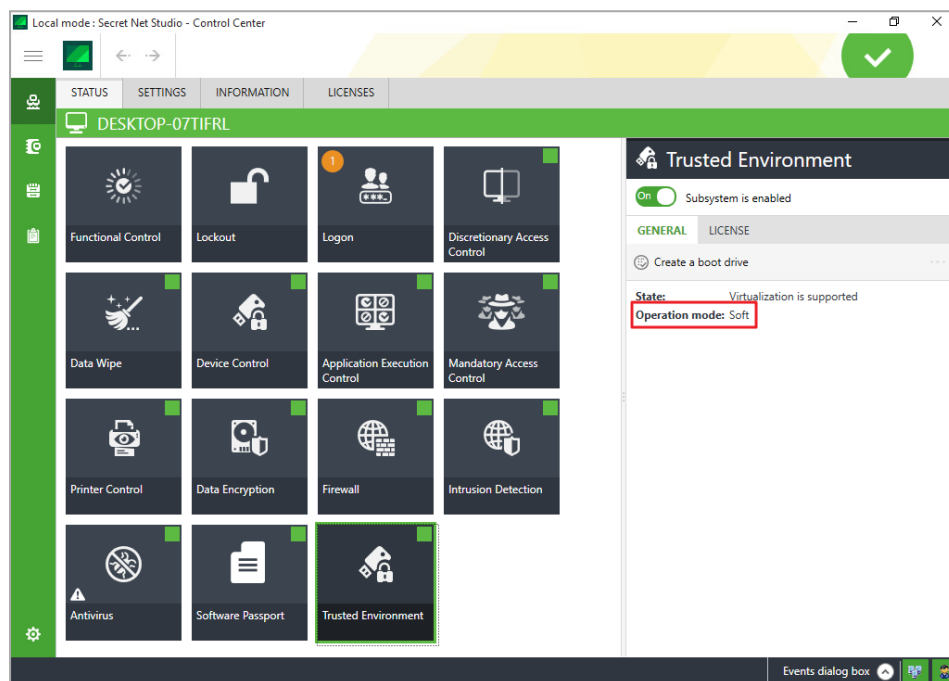 Local mode : Secret Net Studio - Control Center
STATUS SETTINGS INFORMATION LICENSES
DESKTOP-07TIFRL
1
Functional Control
Lockout
Logon
Discretionary Access
Control
Data Wipe
Device Control
Application Execution
Control
Mandatory Access
Control
Printer Control
Data Encryption
Firewall
Intrusion Detection
Antivirus
Software Passport
Trusted Environment
Trusted Environment
On Subsystem is enabled
GENERAL LICENSE
Create a boot drive
State: Virtualization is supported
Operation mode: Soft
Events dialog box